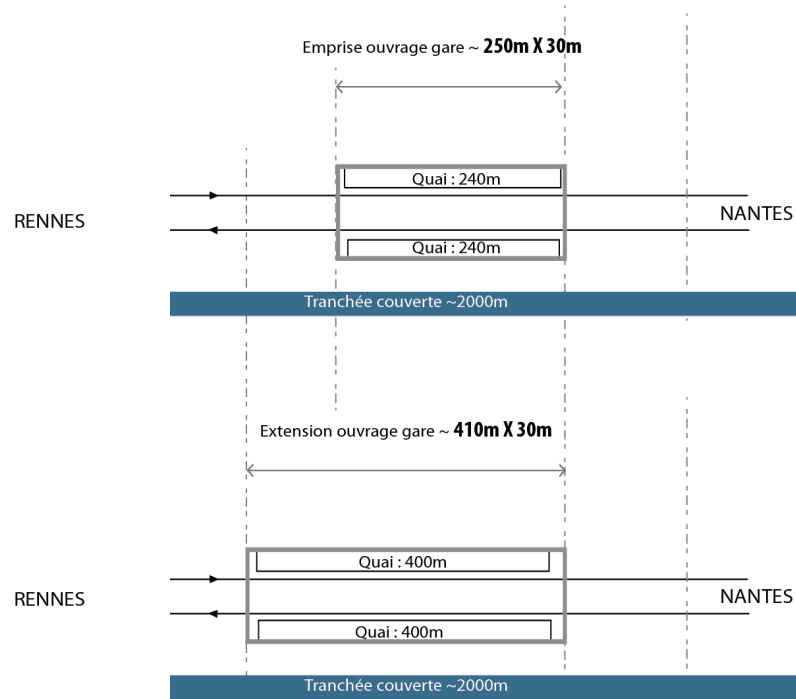 Emprise ouvrage gare ~ 250m X 30m
Quai : 240m
RENNES
NANTES
Quai : 240m
Tranchée couverte ~2000m
Extension ouvrage gare ~ 410m X 30m
Quai : 400m
RENNES
NANTES
Quai : 400m
Tranchée couverte ~2000m